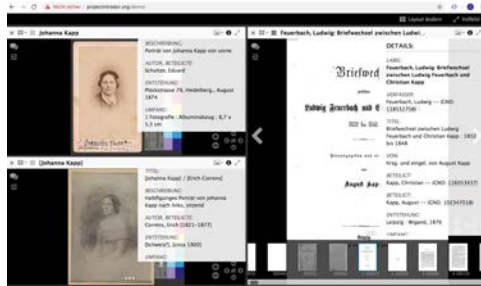 Nicht sicher projectmirador.org/demo
Layout ändern Vollbild
Johanna Kapp
BESCHREIBUNG:
Porträt von Johanna Kapp von vorne
AUTOR, BETEILIGTE:
Schultze, Eduard
ENTSTEHUNG:
Plöckstrasse 79, Heidelberg, August
1874
UMFANG:
1 Fotografie : Albuminabzug ; 8,7 x
5,5 cm
[Johanna Kapp]
TITEL:
[Johanna Kapp] / [Erich Correns]
BESCHREIBUNG:
Halbfiguriges Porträt von Johanna
Kapp nach links, sitzend
AUTOR, BETEILIGTE:
Correns, Erich (1821-1877)
ENTSTEHUNG:
[Schweiz?], [circa 1900]
UMFANG:
Feuerbach, Ludwig: Briefwechsel zwischen Ludwi...
Briefwech
Ludwig Feuerbach und
August Kapp
DETAILS:
LABEL:
Feuerbach, Ludwig: Briefwechsel
zwischen Ludwig Feuerbach und
Christian Kapp
VERFASSER:
Feuerbach, Ludwig -- (GND:
118532758)
TITEL:
Briefwechsel zwischen Ludwig
Feuerbach und Christian Kapp : 1832
bis 1848
VON:
hrsg. und eingel. von August Kapp
BETEILIGT:
Kapp, Christian --
BETEILIGT:
Kapp, August --
ENTSTEHUNG:
Leipzig : Wigand, 1876
UMFANG: